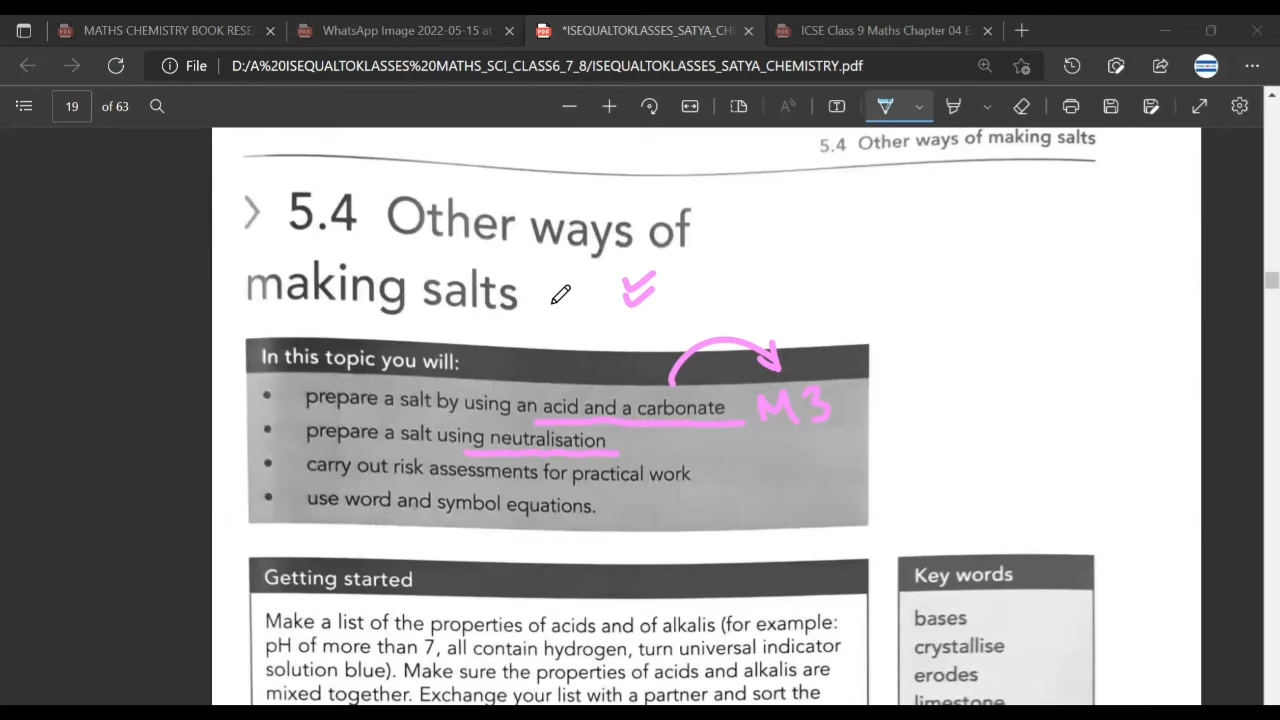 MATHS CHEMISTRY BOOK RESE
WhatsApp Image 2022-05-15 at
*ISEQUALTOKLASSES_SATYA_CH
ICSE Class 9 Maths Chapter 04 E
File
D:/A%20ISEQUALTOKLASSES%20MATHS_SCI_CLASS6_7_8/ISEQUALTOKLASSES_SATYA_CHEMISTRY.pdf
19 of 63
5.4 Other ways of making salts
5.4 Other ways of
making salts
In this topic you will:
• prepare a salt by using an acid and a carbonate M3
• prepare a salt using neutralisation
• carry out risk assessments for practical work
• use word and symbol equations.
Getting started
Make a list of the properties of acids and of alkalis (for example:
pH of more than 7, all contain hydrogen, turn universal indicator
solution blue). Make sure the properties of acids and alkalis are
mixed together. Exchange your list with a partner and sort the
Key words
bases
crystallise
erodes
limestone